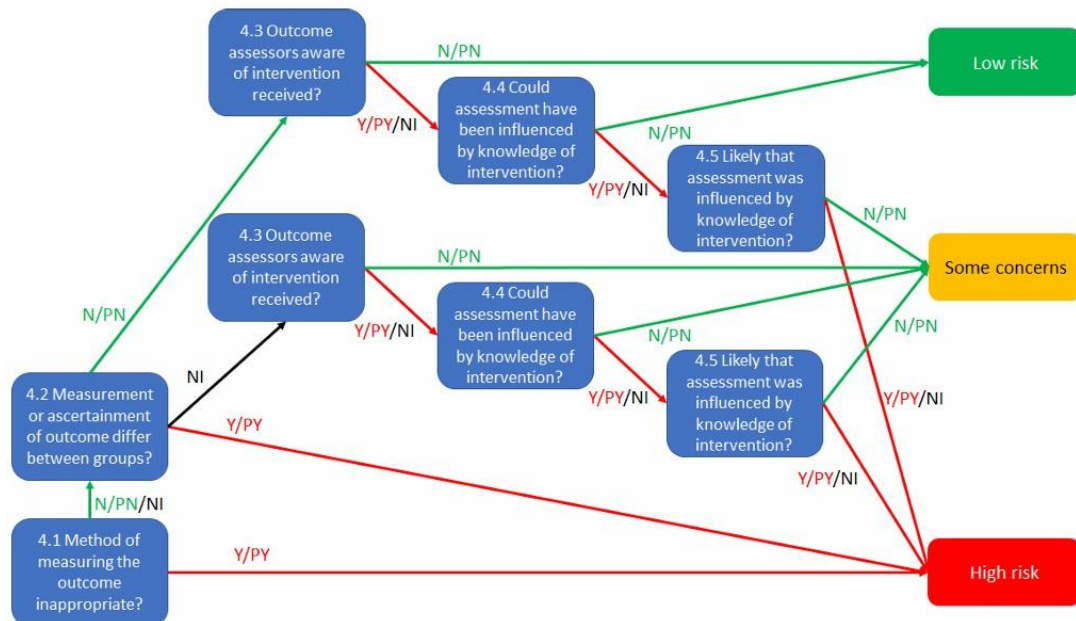 4.3 Outcome
assessors aware
of intervention
received?
N/PN
Low risk
Y/PY/NI
4.4 Could
assessment have
been influenced
by knowledge of
intervention?
N/PN
Y/PY/NI
4.5 Likely that
assessment was
influenced by
knowledge of
intervention?
N/PN
4.3 Outcome
assessors aware
of intervention
received?
N/PN
Some concerns
Y/PY/NI
4.4 Could
assessment have
been influenced
by knowledge of
intervention?
N/PN
Y/PY/NI
4.5 Likely that
assessment was
influenced by
knowledge of
intervention?
N/PN
Y/PY/NI
Y/PY/NI
N/PN
NI
4.2 Measurement
or ascertainment
of outcome differ
between groups?
Y/PY
N/PN/NI
4.1 Method of
measuring the
outcome
inappropriate?
Y/PY
High risk